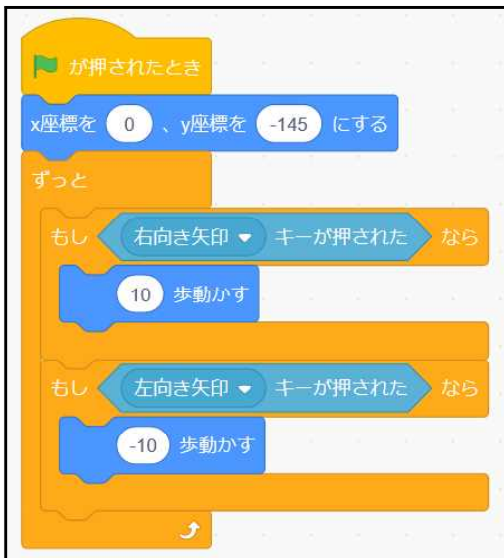 が押されたとき
x座標を 0 、y座標を -145 にする
ずっと
もし 右向き矢印 キーが押された なら
10 歩動かす
もし 左向き矢印 キーが押された なら
-10 歩動かす